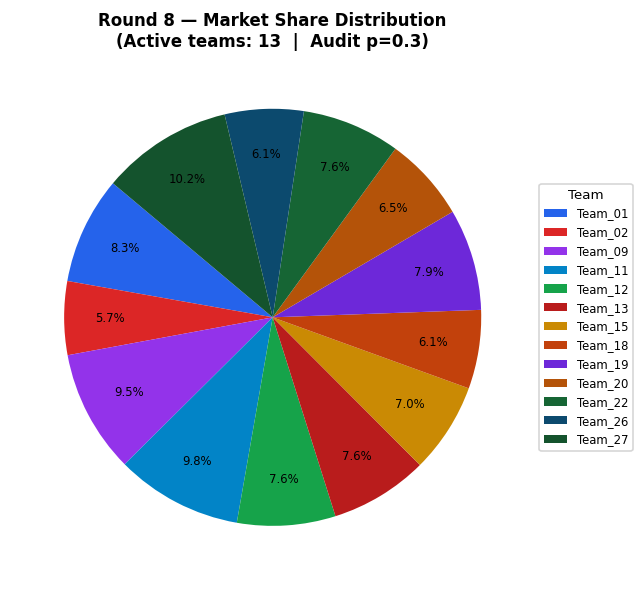 Round 8 — Market Share Distribution
(Active teams: 13  |  Audit p=0.3)
6.1%
7.6%
10.2%
6.5%
8.3%
7.9%
5.7%
6.1%
9.5%
7.0%
9.8%
7.6%
7.6%
Team
Team_01
Team_02
Team_09
Team_11
Team_12
Team_13
Team_15
Team_18
Team_19
Team_20
Team_22
Team_26
Team_27